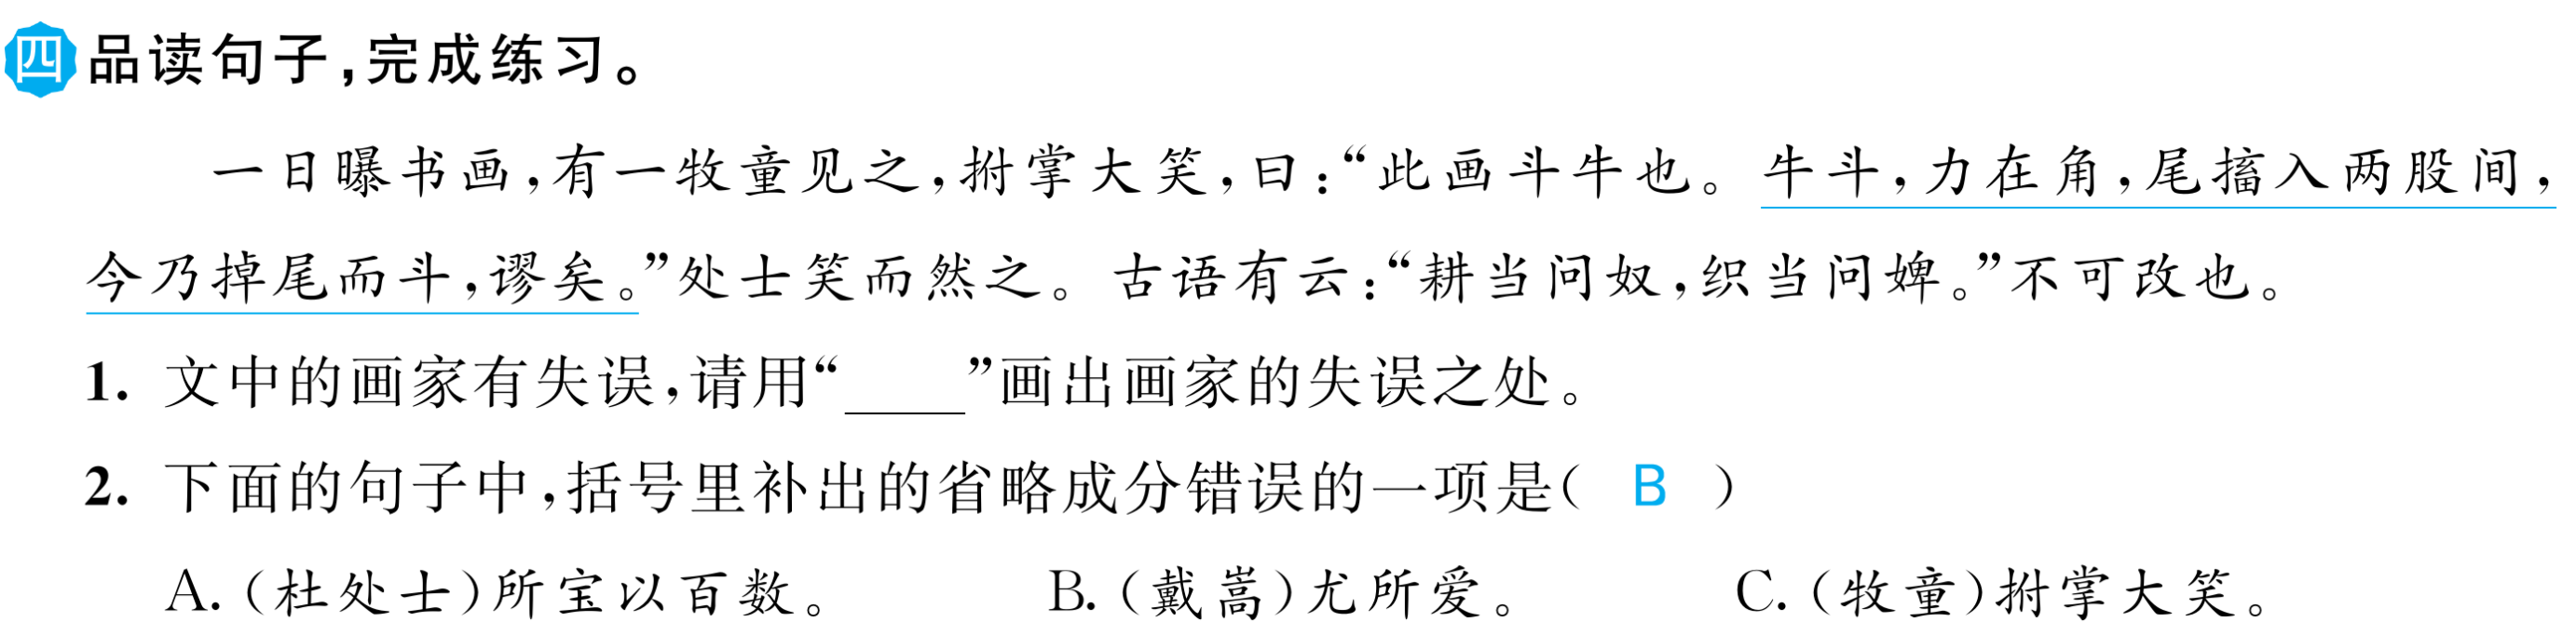 四 品读句子,完成练习。
一日曝书画,有一牧童见之,拊掌大笑,曰:“此画斗牛也。牛斗,力在角,尾搐入两股间,
今乃掉尾而斗,谬矣。”处士笑而然之。古语有云:“耕当问奴,织当问婢。”不可改也。
1. 文中的画家有失误,请用“____”画出画家的失误之处。
2. 下面的句子中,括号里补出的省略成分错误的一项是( B )
A. (杜处士)所宝以百数。 B. (戴嵩)尤所爱。 C. (牧童)拊掌大笑。